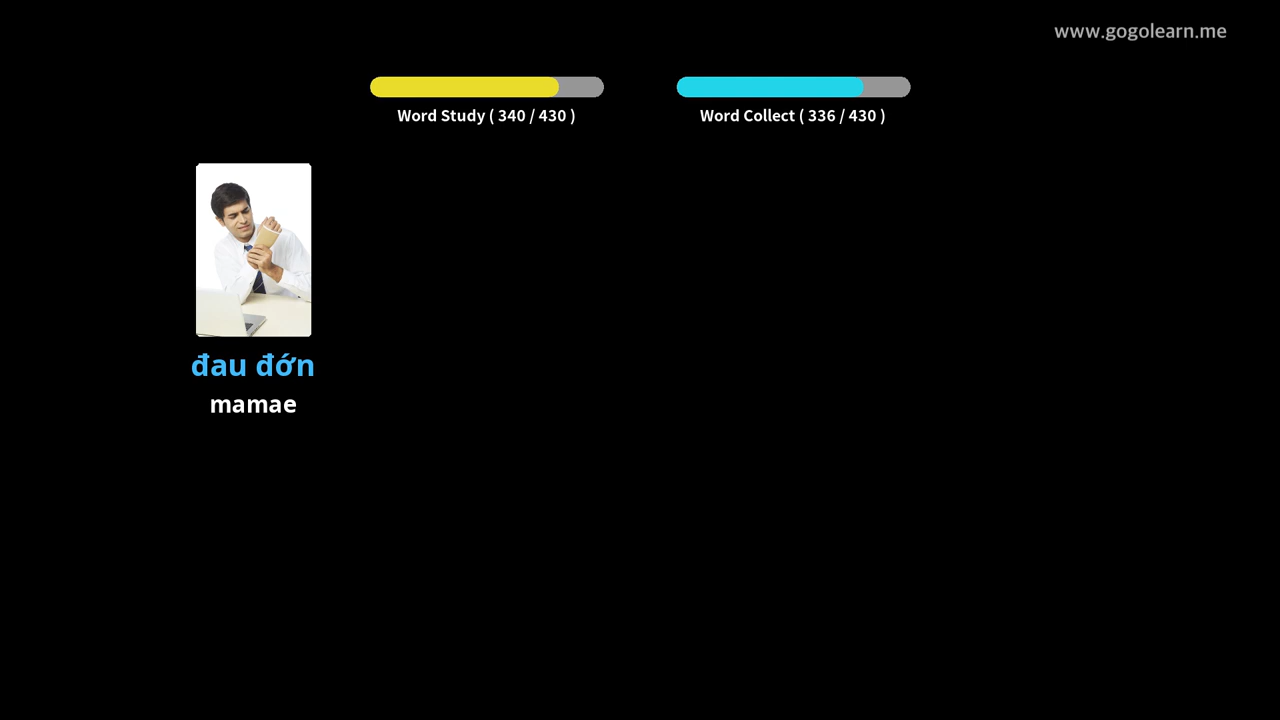 www.gogolearn.me
Word Study ( 340 / 430 )
Word Collect ( 336 / 430 )
đau đớn
mamae